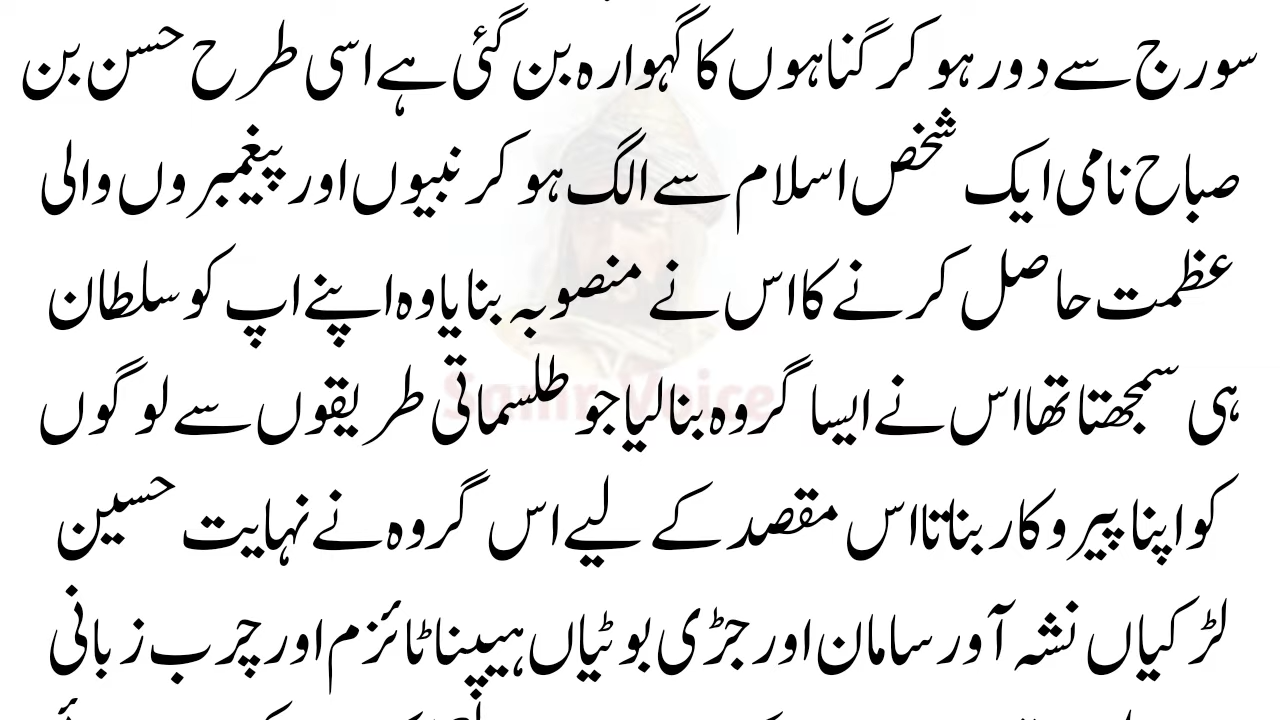 سورج سے دور ہو کر گناہوں کا گہوارہ بن گئی ہے اسی طرح حسن بن
صباح نامی ایک شخص اسلام سے الگ ہو کر نبیوں اور پیغمبروں والی
عظمت حاصل کرنے کا اس نے منصوبہ بنایا وہ اپنے اپ کو سلطان
ہی سمجھتا تھا اس نے ایسا گروہ بنا لیا جو طلسماتی طریقوں سے لوگوں
Samr Voice
کو اپنا پیروکار بناتا اس مقصد کے لیے اس گروہ نے نہایت حسین
لڑکیاں نشہ آور سامان اور جڑی بوٹیاں ہیپناٹائزم اور چرب زبانی